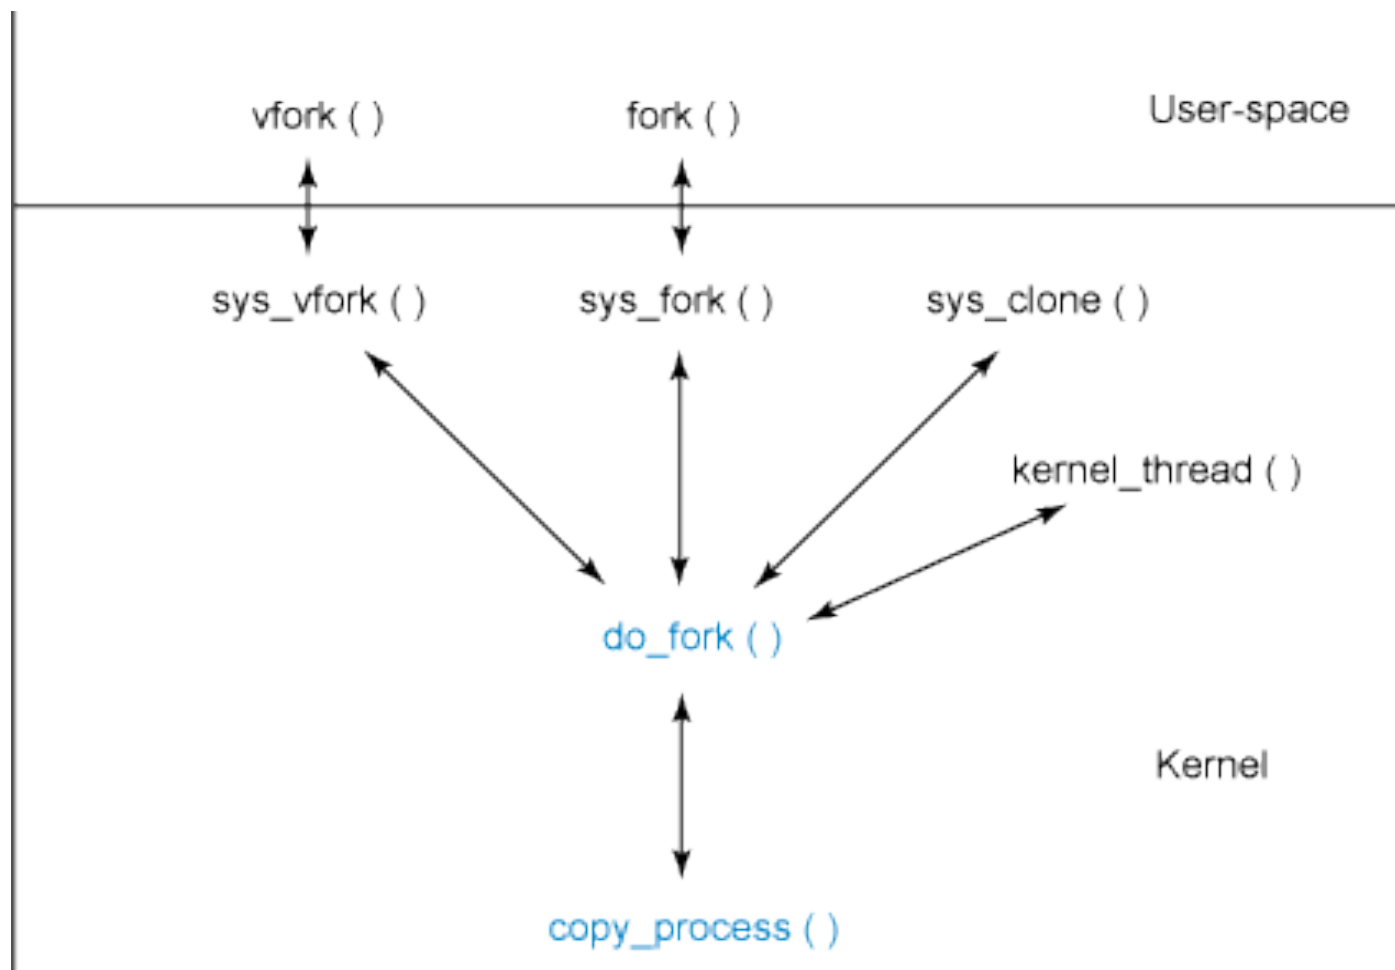 vfork ( )
fork ( )
User-space
sys_vfork ( )
sys_fork ( )
sys_clone ( )
kernel_thread ( )
do_fork ( )
Kernel
copy_process ( )